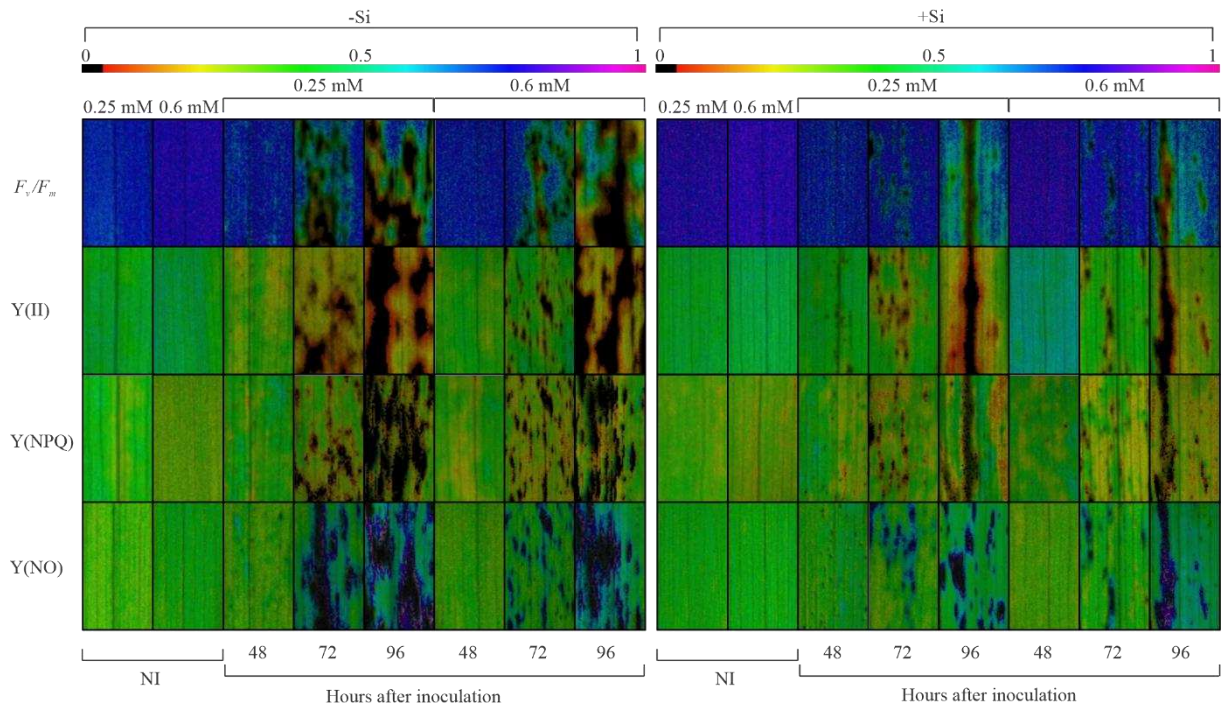 -Si +Si
0 0.5 1 0 0.5 1
0.25 mM 0.6 mM 0.25 mM 0.6 mM
0.25 mM 0.6 mM 0.25 mM 0.6 mM
Fv/Fm
Y(II)
Y(NPQ)
Y(NO)
48 72 96 48 72 96 48 72 96 48 72 96
NI NI
Hours after inoculation Hours after inoculation